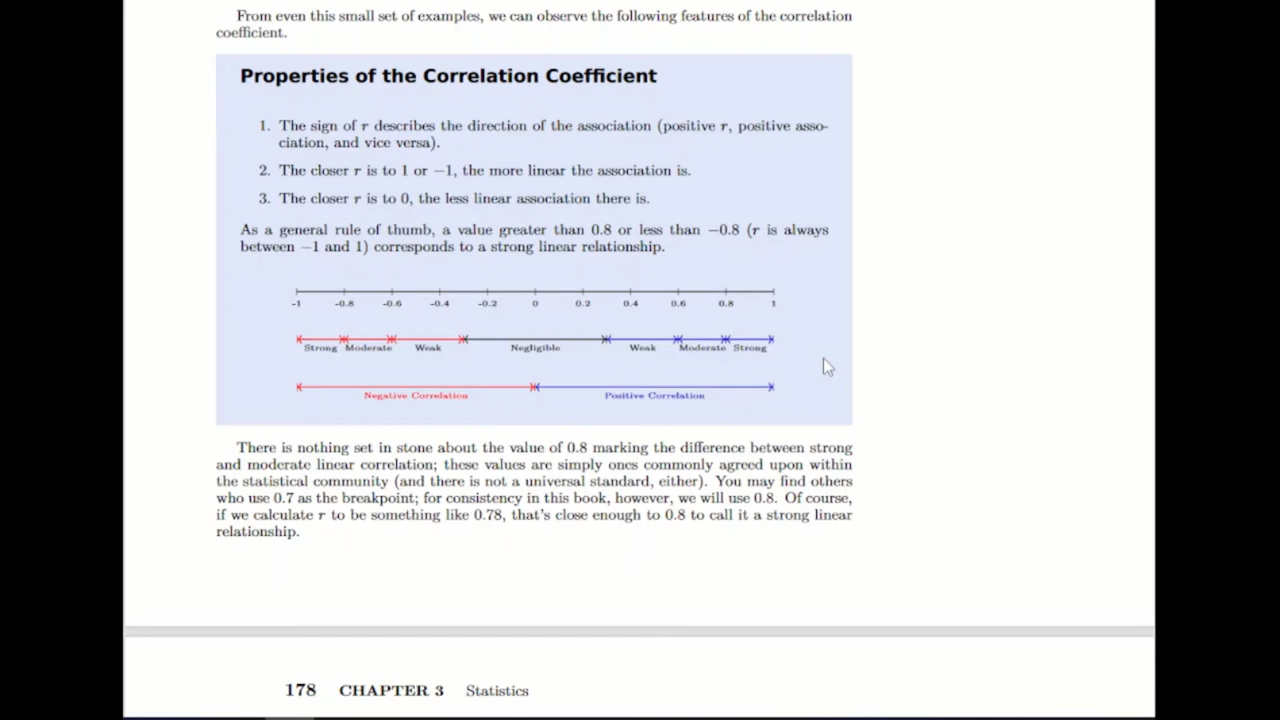 From even this small set of examples, we can observe the following features of the correlation
coefficient.
Properties of the Correlation Coefficient
1. The sign of r describes the direction of the association (positive r, positive asso-
ciation, and vice versa).
2. The closer r is to 1 or −1, the more linear the association is.
3. The closer r is to 0, the less linear association there is.
As a general rule of thumb, a value greater than 0.8 or less than −0.8 (r is always
between −1 and 1) corresponds to a strong linear relationship.
-1 -0.8 -0.6 -0.4 -0.2 0 0.2 0.4 0.6 0.8 1
Strong Moderate Weak Negligible Weak Moderate Strong
Negative Correlation Positive Correlation
There is nothing set in stone about the value of 0.8 marking the difference between strong
and moderate linear correlation; these values are simply ones commonly agreed upon within
the statistical community (and there is not a universal standard, either). You may find others
who use 0.7 as the breakpoint; for consistency in this book, however, we will use 0.8. Of course,
if we calculate r to be something like 0.78, that's close enough to 0.8 to call it a strong linear
relationship.
178 CHAPTER 3 Statistics